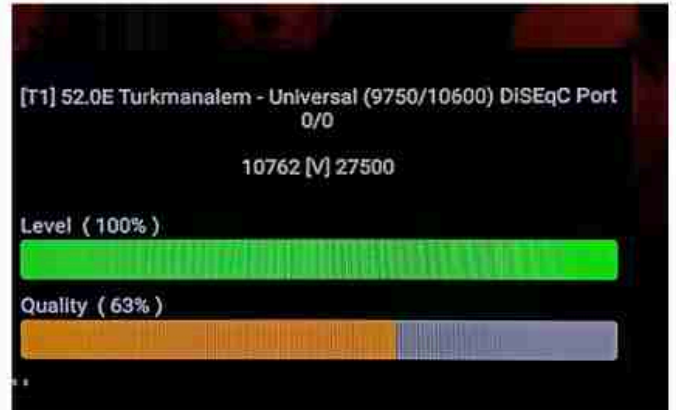 [T1] 52.0E Turkmanalem - Universal (9750/10600) DiSEqC Port
0/0
10762 [V] 27500
Level ( 100% )
Quality ( 63% )